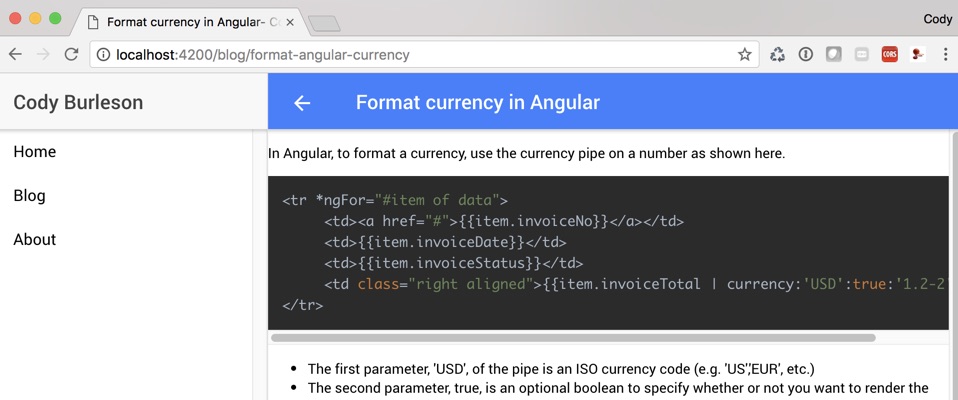 Format currency in Angular- C
Cody
localhost:4200/blog/format-angular-currency
CORS
Cody Burleson
Format currency in Angular
Home
Blog
About
In Angular, to format a currency, use the currency pipe on a number as shown here.
<tr *ngFor="#item of data">
<td><a href="#">{{item.invoiceNo}}</a></td>
<td>{{item.invoiceDate}}</td>
<td>{{item.invoiceStatus}}</td>
<td class="right aligned">{{item.invoiceTotal | currency:'USD':true:'1.2-2'
</tr>
• The first parameter, 'USD', of the pipe is an ISO currency code (e.g. 'US','EUR', etc.)
• The second parameter, true, is an optional boolean to specify whether or not you want to render the